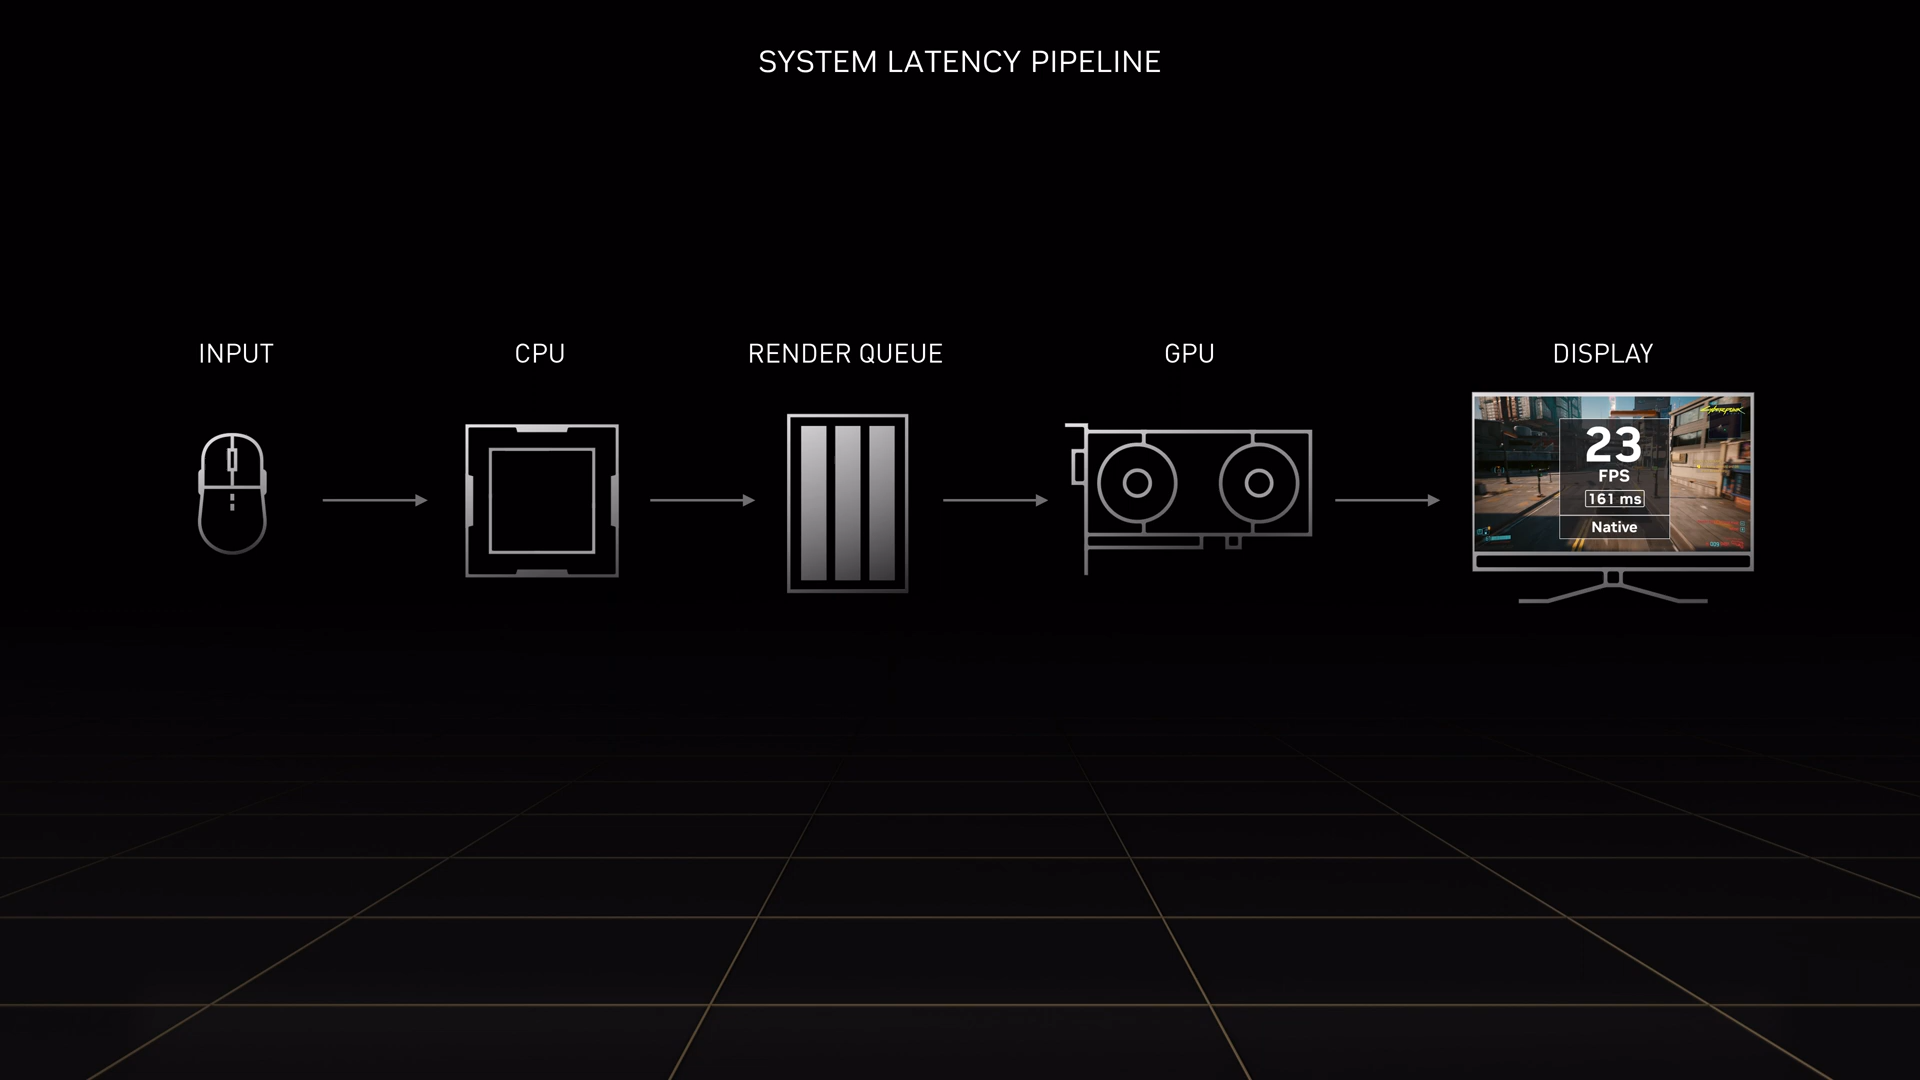 SYSTEM LATENCY PIPELINE
INPUT
CPU
RENDER QUEUE
GPU
DISPLAY
23
FPS
161 ms
Native